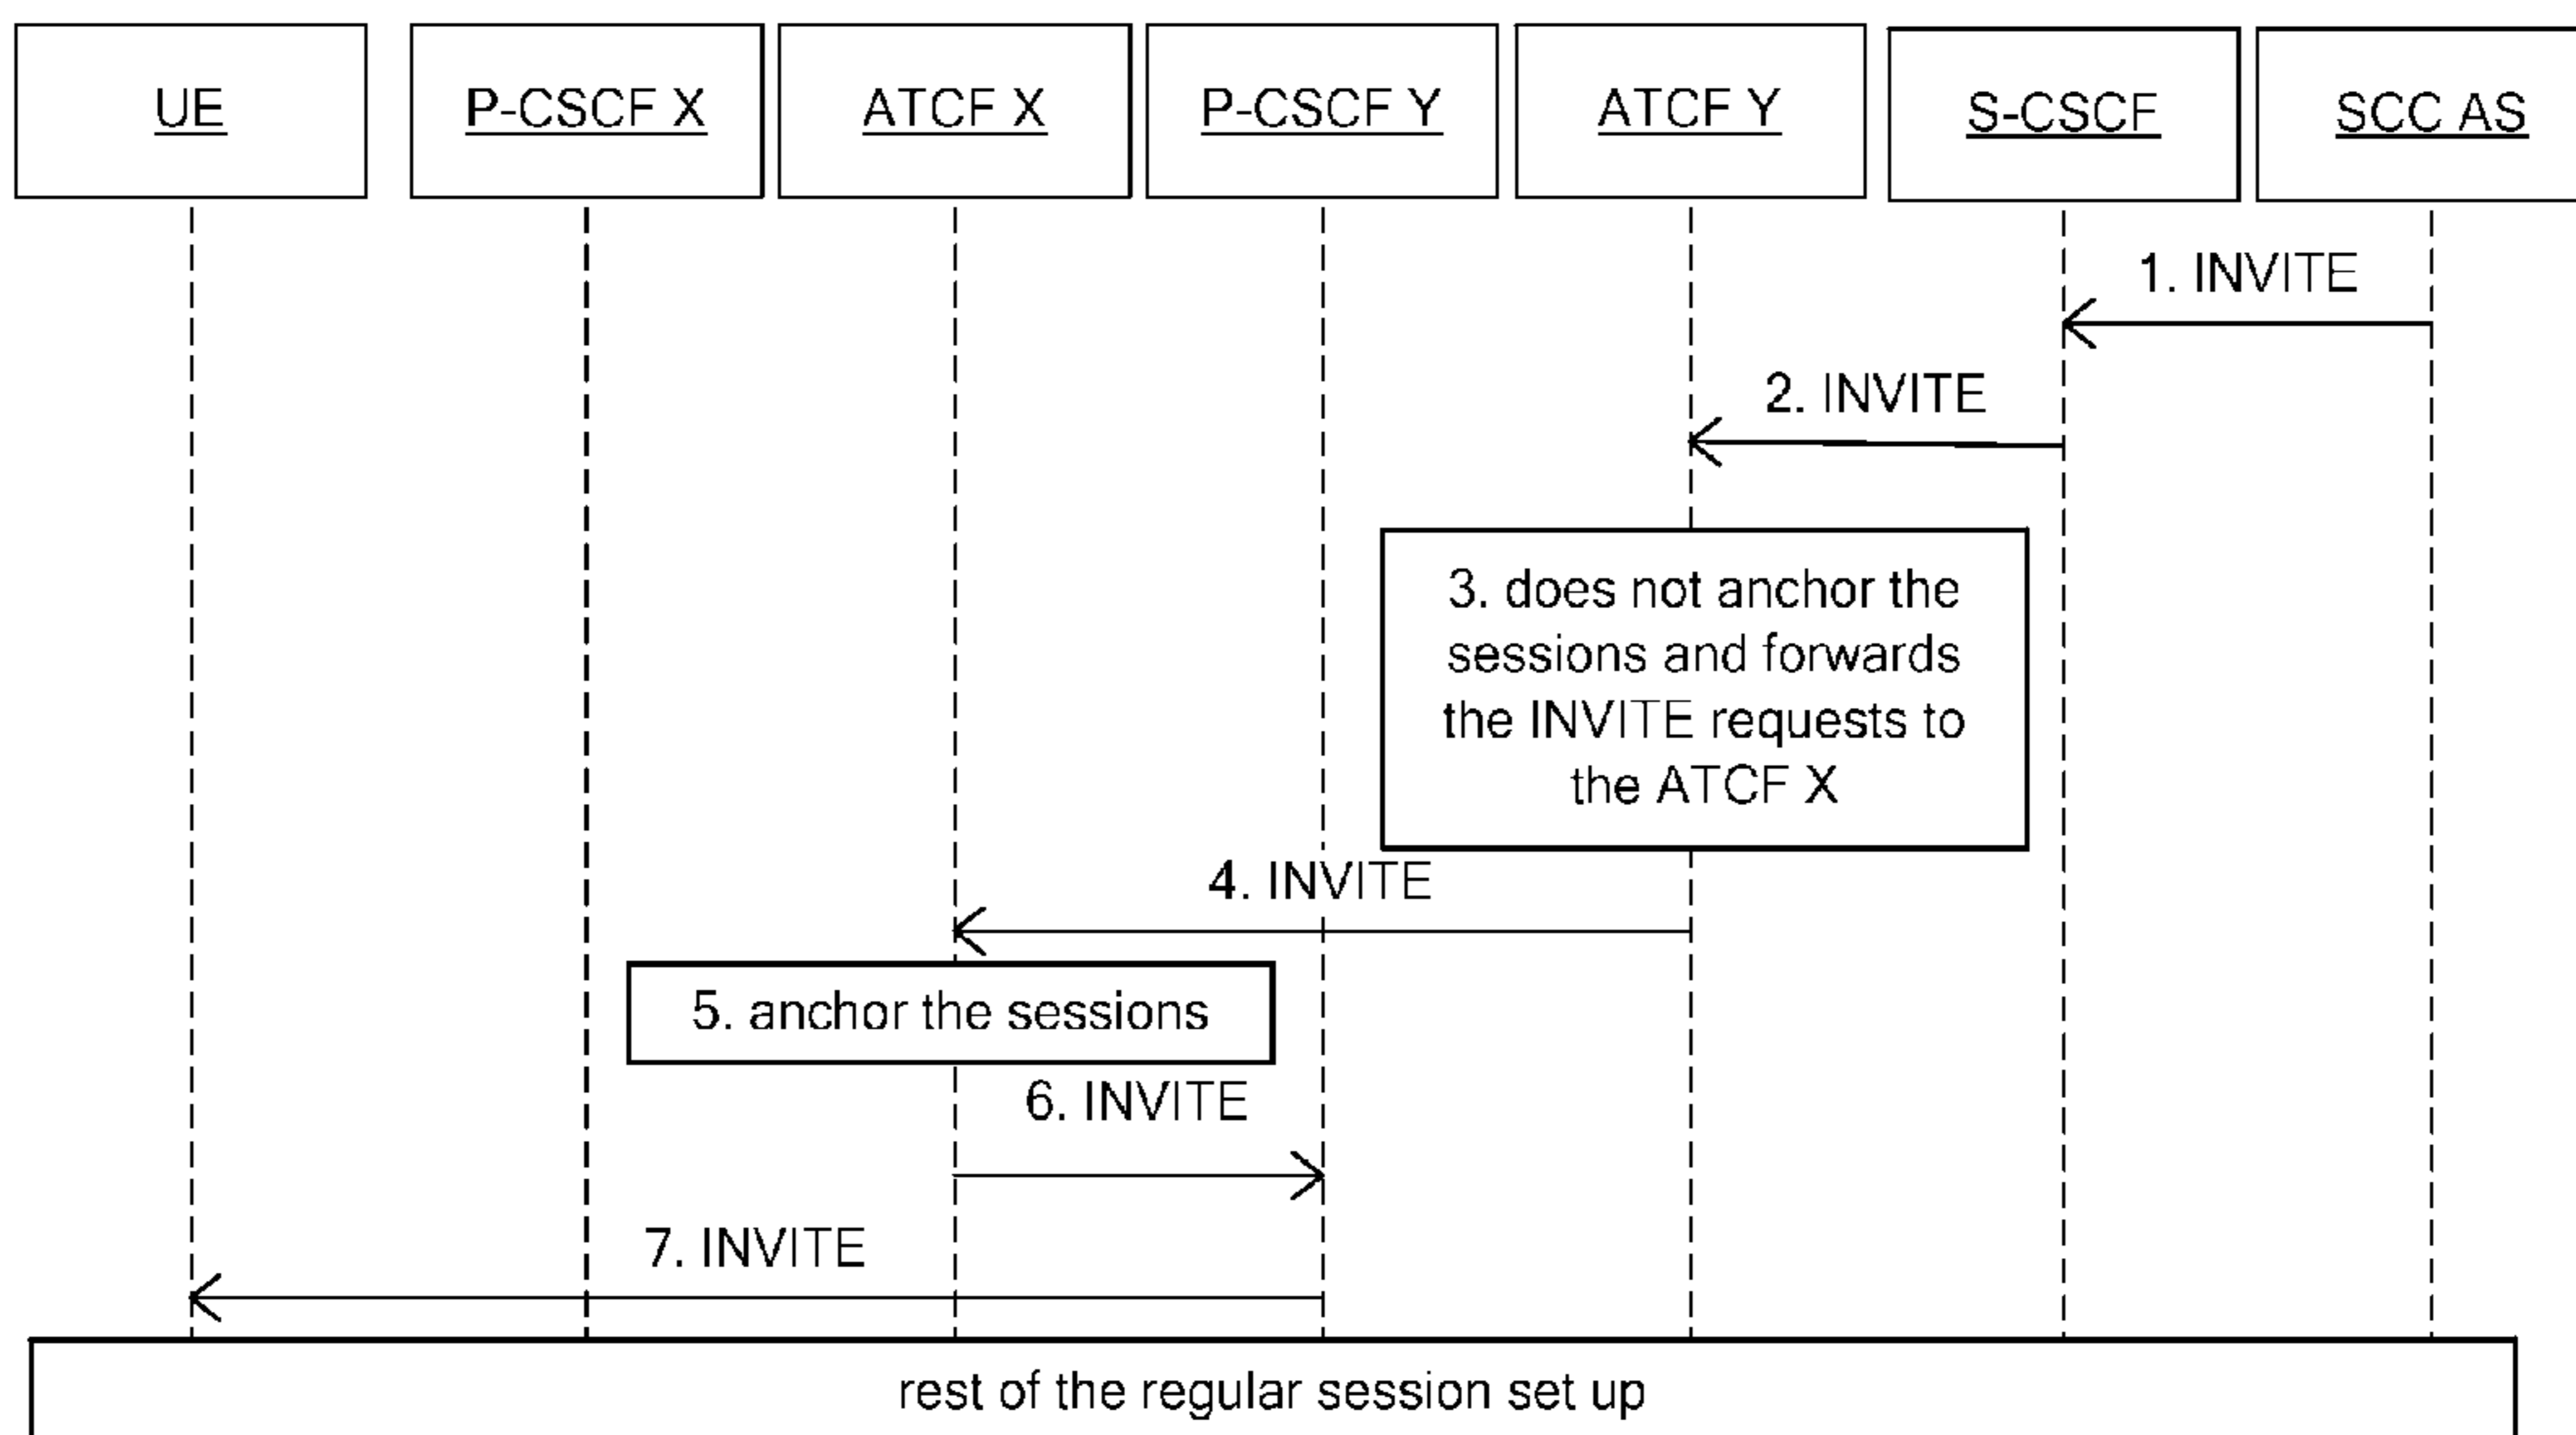 UE
P-CSCF X
ATCF X
P-CSCF Y
ATCF Y
S-CSCF
SCC AS
1. INVITE
2. INVITE
3. does not anchor the
sessions and forwards
the INVITE requests to
the ATCF X
4. INVITE
5. anchor the sessions
6. INVITE
7. INVITE
rest of the regular session set up